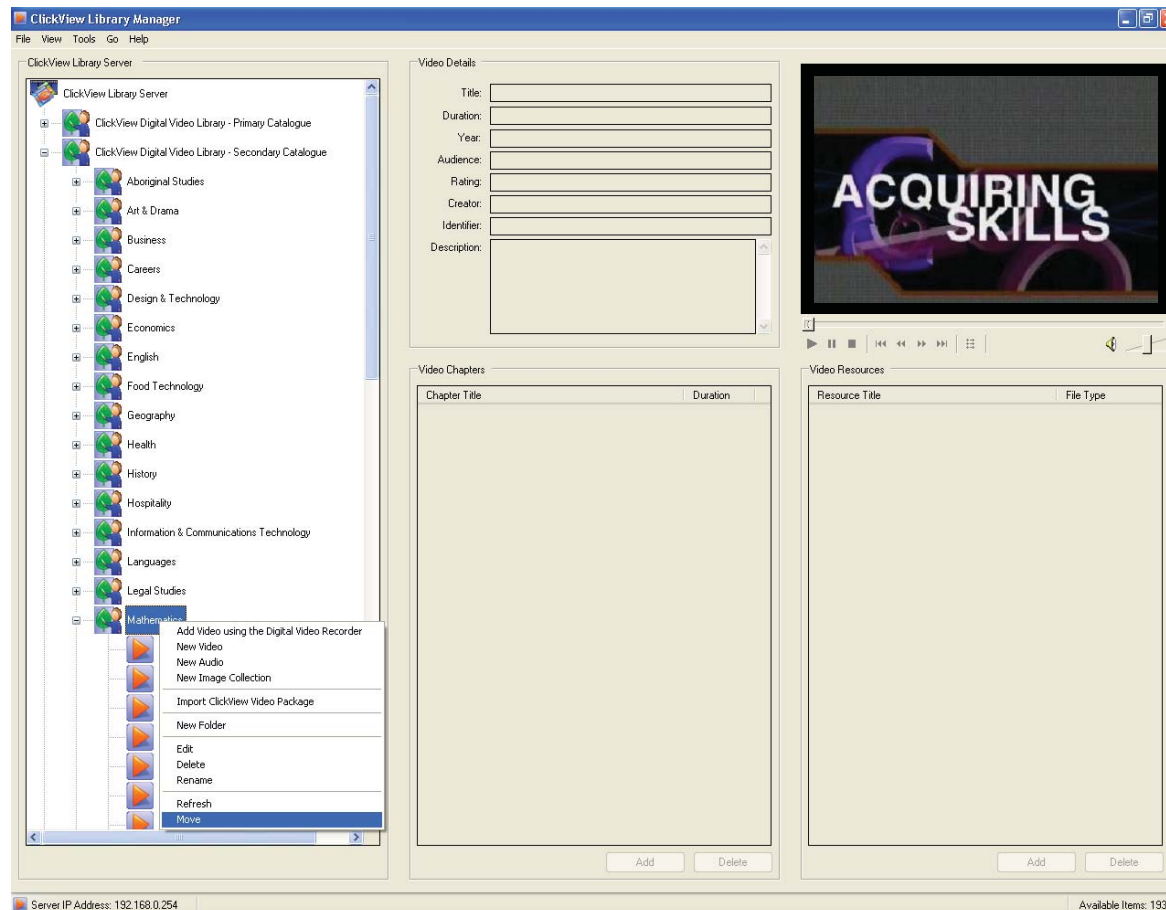 ClickView Library Manager
File View Tools Go Help
ClickView Library Server
ClickView Library Server
ClickView Digital Video Library - Primary Catalogue
ClickView Digital Video Library - Secondary Catalogue
Aboriginal Studies
Art & Drama
Business
Careers
Design & Technology
Economics
English
Food Technology
Geography
Health
History
Hospitality
Information & Communications Technology
Languages
Legal Studies
Mathematics
Add Video using the Digital Video Recorder
New Video
New Audio
New Image Collection
Import ClickView Video Package
New Folder
Edit
Delete
Rename
Refresh
Move
Video Details
Title:
Duration:
Year:
Audience:
Rating:
Creator:
Identifier:
Description:
ACQUIRING
SKILLS
Video Chapters
Chapter Title Duration
Add Delete
Video Resources
Resource Title File Type
Add Delete
Server IP Address: 192.168.0.254
Available Items: 193